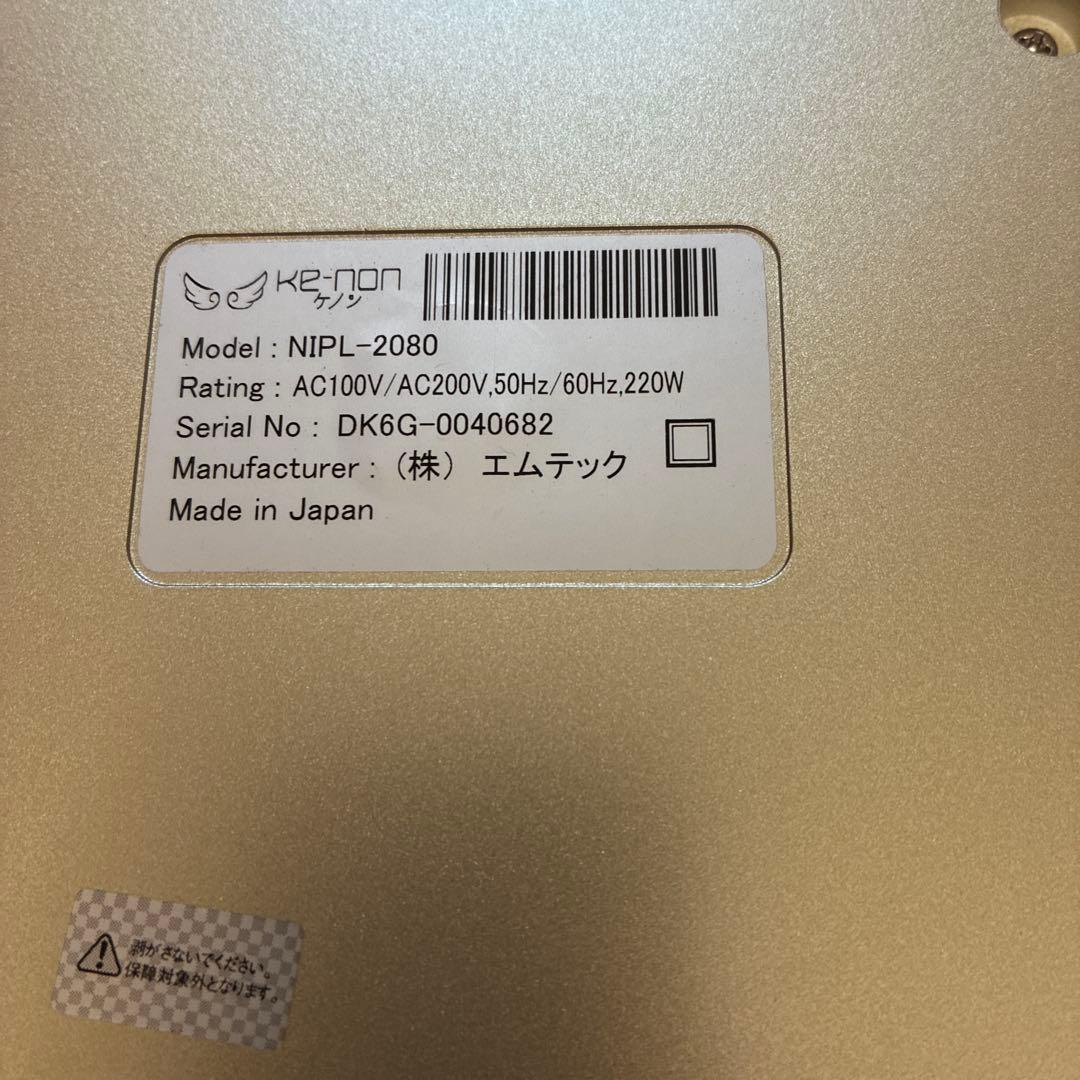 Ke-non
ケノン
Model : NIPL-2080
Rating : AC100V/AC200V,50Hz/60Hz,220W
Serial No : DK6G-0040682
Manufacturer : （株） エムテック
Made in Japan
剥がさないでください。
保障対象外となります。